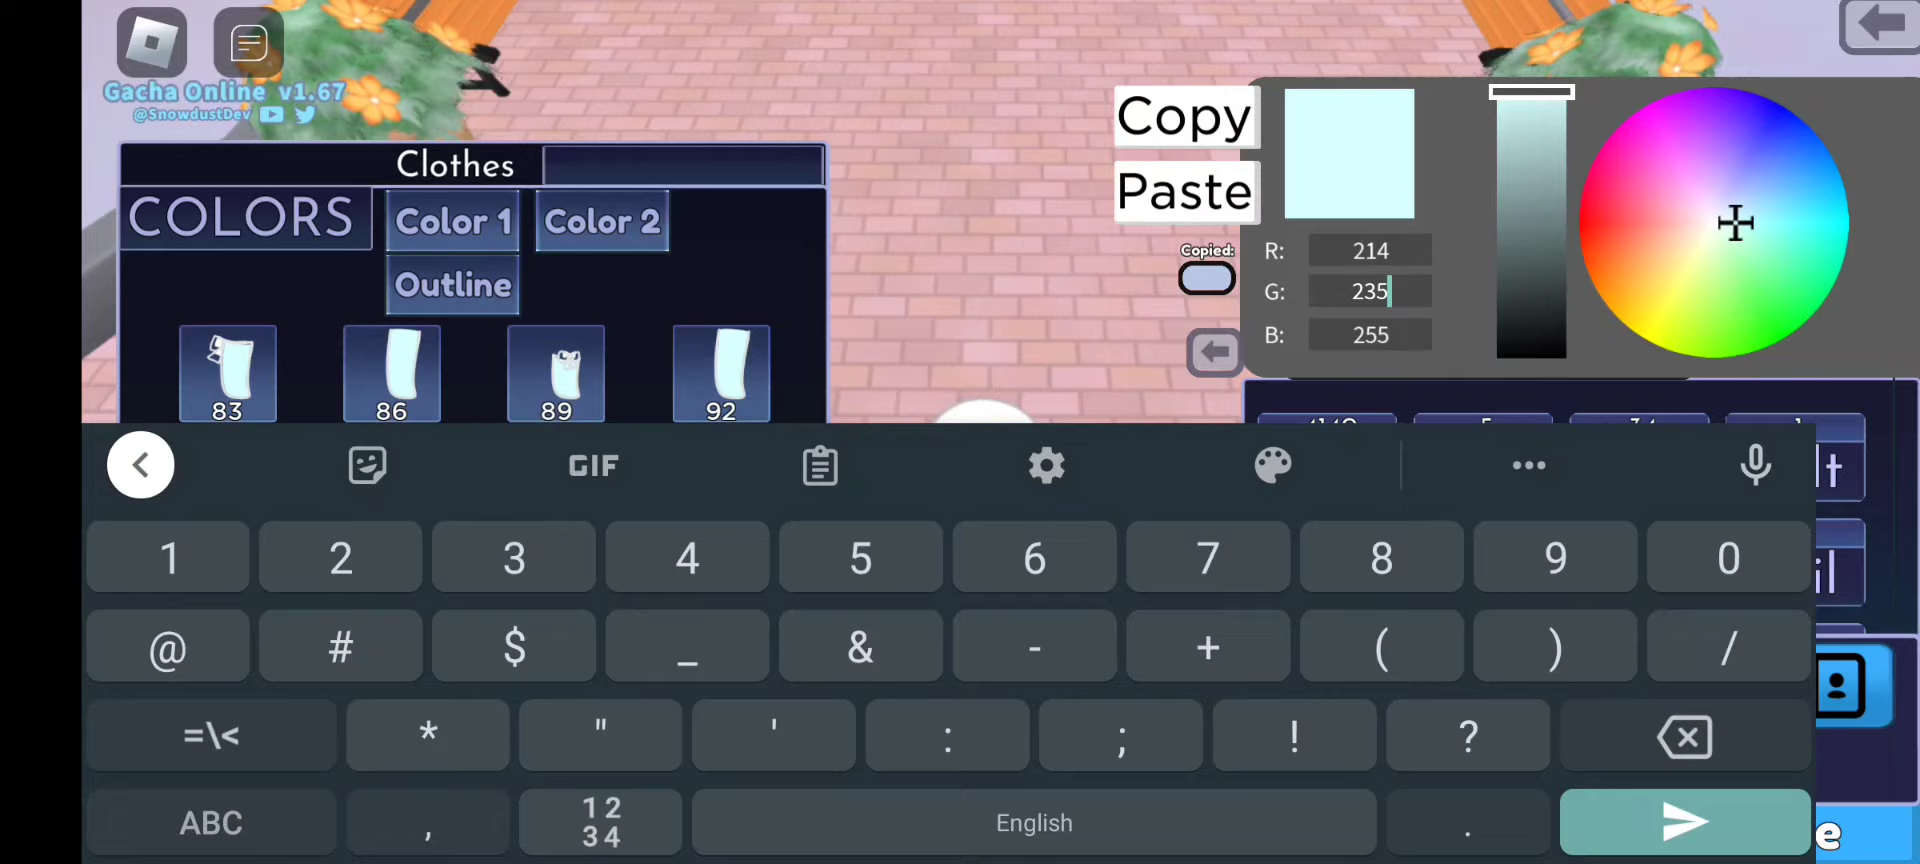 Gacha Online v1.67
@SnowdustDev
Clothes
COLORS
Color 1
Color 2
Outline
83
86
89
92
Copy
Paste
Copied:
R: 214
G: 235
B: 255
GIF
1 2 3 4 5 6 7 8 9 0
@ # $ _ & - + ( ) /
=\< * " ' : ; ! ?
ABC , 12 English .
34